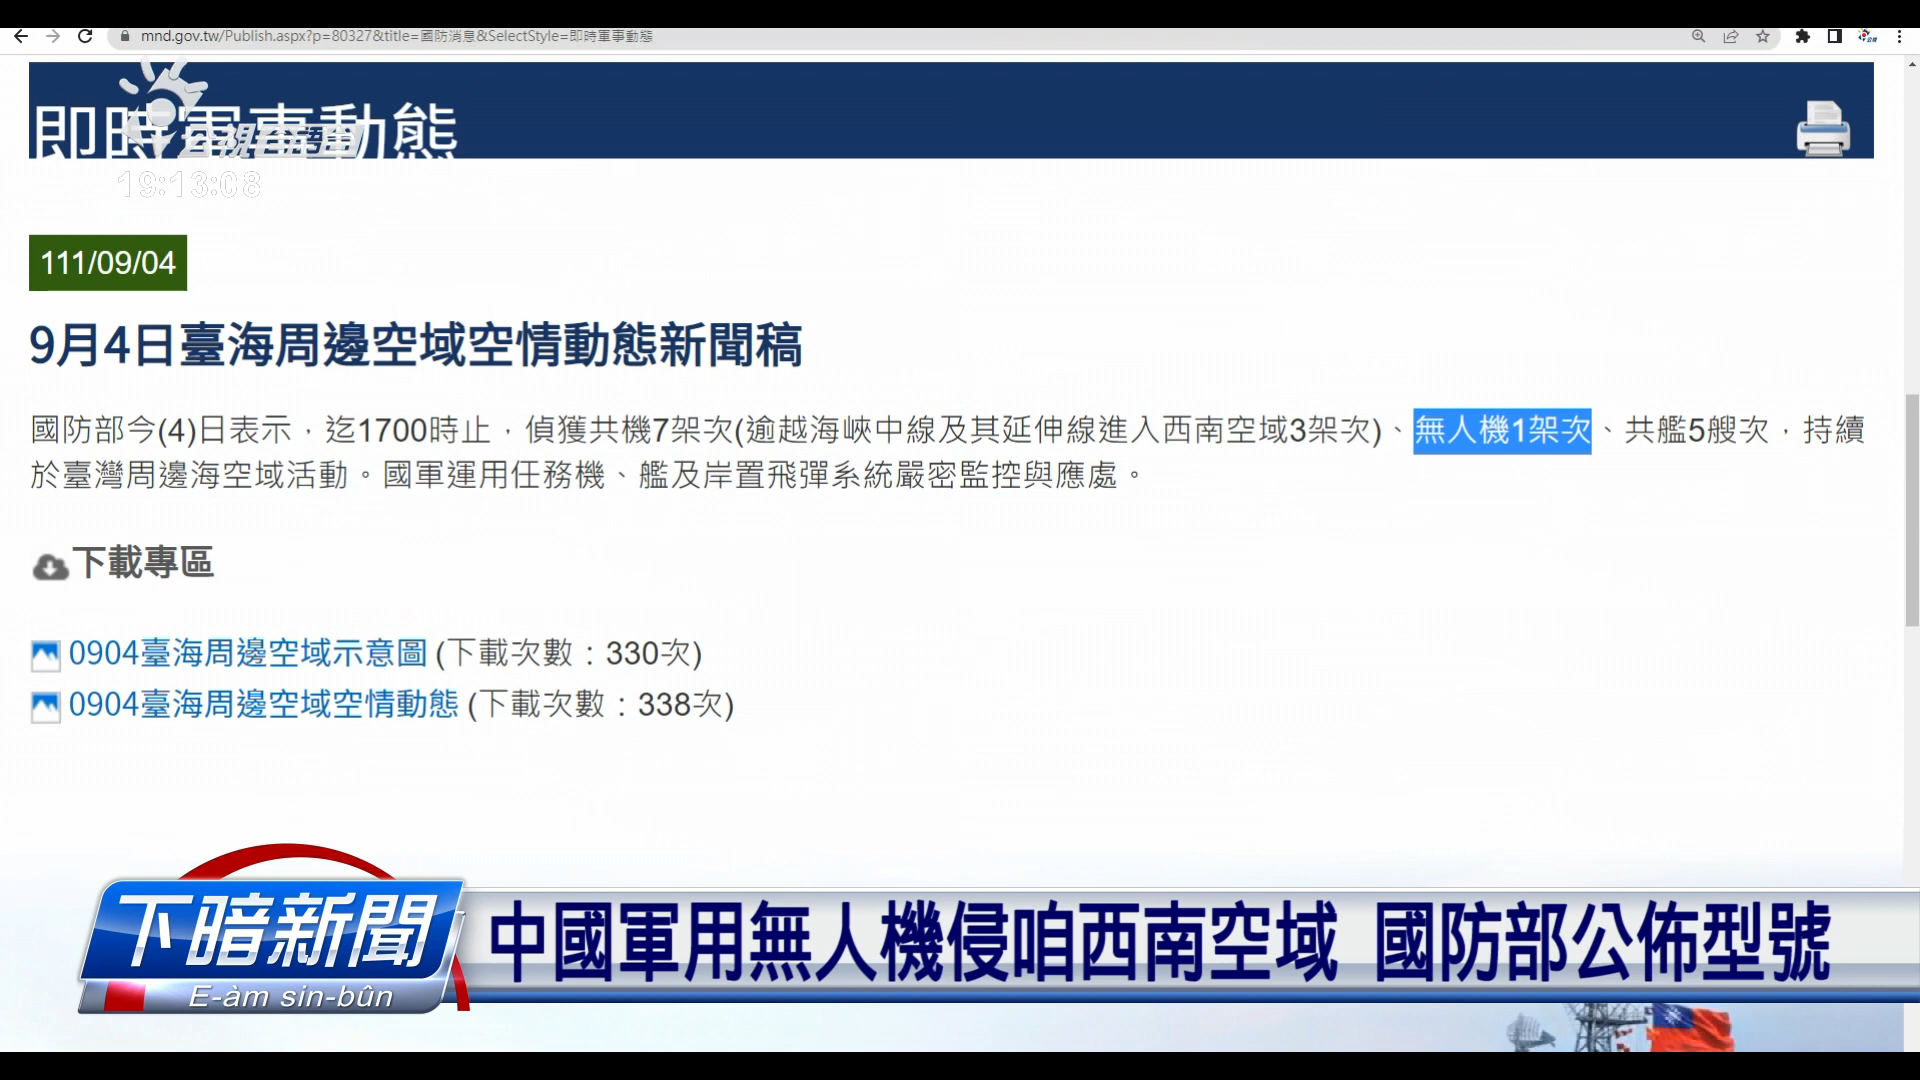 mnd.gov.tw/Publish.aspx?p=80327&title=國防消息&SelectStyle=即時軍事動態
即時軍事動態
公視台語台
19:13:08
111/09/04
9月4日臺海周邊空域空情動態新聞稿
國防部今(4)日表示，迄1700時止，偵獲共機7架次(逾越海峽中線及其延伸線進入西南空域3架次)、無人機1架次、共艦5艘次，持續
於臺灣周邊海空域活動。國軍運用任務機、艦及岸置飛彈系統嚴密監控與應處。
下載專區
0904臺海周邊空域示意圖 (下載次數：330次)
0904臺海周邊空域空情動態 (下載次數：338次)
下暗新聞
E-àm sin-bûn
中國軍用無人機侵咱西南空域 國防部公佈型號